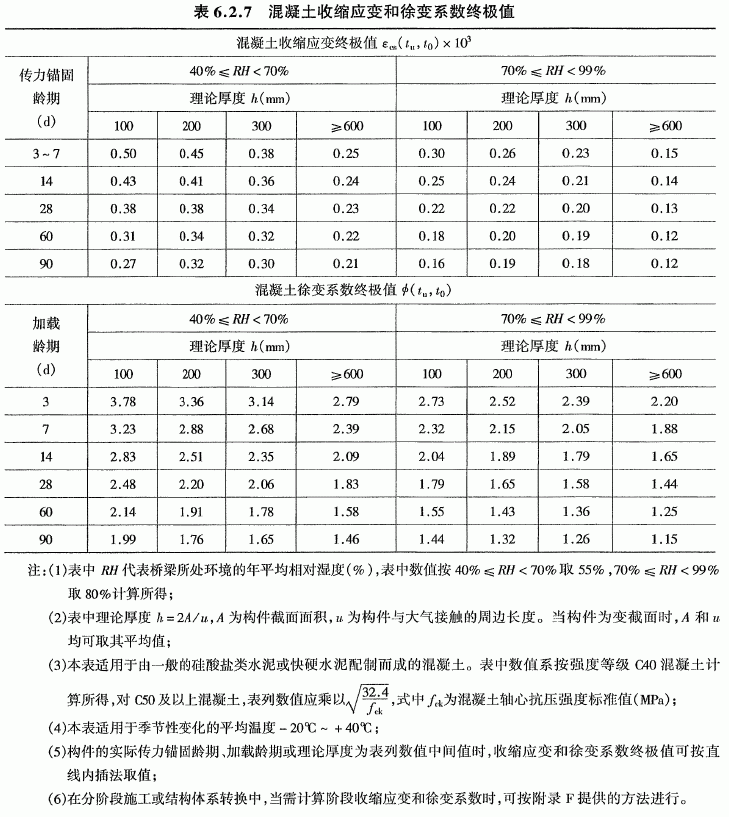 表 6.2.7 混凝土收缩应变和徐变系数终极值
混凝土收缩应变终极值 εcs(tu,t0)×10³
传力锚固 40%≤RH<70% 70%≤RH<99%
龄期 理论厚度 h(mm) 理论厚度 h(mm)
(d) 100 200 300 ≥600 100 200 300 ≥600
3~7 0.50 0.45 0.38 0.25 0.30 0.26 0.23 0.15
14 0.43 0.41 0.36 0.24 0.25 0.24 0.21 0.14
28 0.38 0.38 0.34 0.23 0.22 0.22 0.20 0.13
60 0.31 0.34 0.32 0.22 0.18 0.20 0.19 0.12
90 0.27 0.32 0.30 0.21 0.16 0.19 0.18 0.12
混凝土徐变系数终极值 ϕ(tu,t0)
加载 40%≤RH<70% 70%≤RH<99%
龄期 理论厚度 h(mm) 理论厚度 h(mm)
(d) 100 200 300 ≥600 100 200 300 ≥600
3 3.78 3.36 3.14 2.79 2.73 2.52 2.39 2.20
7 3.23 2.88 2.68 2.39 2.32 2.15 2.05 1.88
14 2.83 2.51 2.35 2.09 2.04 1.89 1.79 1.65
28 2.48 2.20 2.06 1.83 1.79 1.65 1.58 1.44
60 2.14 1.91 1.78 1.58 1.55 1.43 1.36 1.25
90 1.99 1.76 1.65 1.46 1.44 1.32 1.26 1.15
注:(1)表中 RH 代表桥梁所处环境的年平均相对湿度(%),表中数值按 40%≤RH<70%取 55%,70%≤RH<99%
取 80%计算所得;
(2)表中理论厚度 h=2A/u,A 为构件截面面积,u 为构件与大气接触的周边长度。当构件为变截面时,A 和 u
均可取其平均值;
(3)本表适用于由一般的硅酸盐类水泥或快硬水泥配制而成的混凝土。表中数值系按强度等级 C40 混凝土计
算所得,对 C50 及以上混凝土,表列数值应乘以√(32.4/fck),式中 fck为混凝土轴心抗压强度标准值(MPa);
(4)本表适用于季节性变化的平均温度 -20℃~+40℃;
(5)构件的实际传力锚固龄期、加载龄期或理论厚度为表列数值中间值时,收缩应变和徐变系数终极值可按直
线内插法取值;
(6)在分阶段施工或结构体系转换中,当需计算阶段收缩应变和徐变系数时,可按附录 F 提供的方法进行。